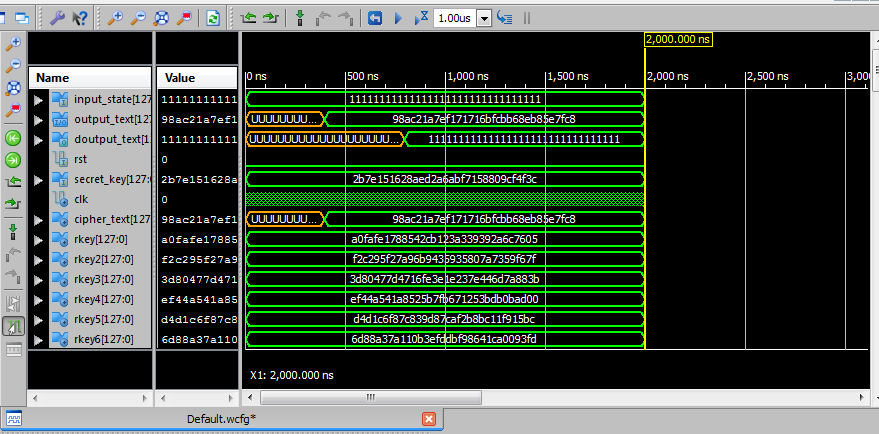 1.00us
2,000.000 ns
Name Value
0 ns 500 ns 1,000 ns 1,500 ns 2,000 ns 2,500 ns 3,000
input_state[127 11111111111 11111111111111111111111111111111
output_text[127 98ac21a7ef1 UUUUUUUU... 98ac21a7ef171716bfcbb68eb85e7fc8
doutput_text[12 11111111111 UUUUUUUUUUUUUUUUUUUU... 11111111111111111111111111111111
rst 0
secret_key[127:0 2b7e151628a 2b7e151628aed2a6abf7158809cf4f3c
clk 0
cipher_text[127 98ac21a7ef1 UUUUUUUU... 98ac21a7ef171716bfcbb68eb85e7fc8
rkey[127:0] a0fafe17885 a0fafe1788542cb123a339392a6c7605
rkey2[127:0] f2c295f27a9 f2c295f27a96b9435935807a7359f67f
rkey3[127:0] 3d80477d471 3d80477d4716fe3e1e237e446d7a883b
rkey4[127:0] ef44a541a85 ef44a541a8525b7fb671253bdb0bad00
rkey5[127:0] d4d1c6f87c8 d4d1c6f87c839d87caf2b8bc11f915bc
rkey6[127:0] 6d88a37a110 6d88a37a110b3efddbf98641ca0093fd
X1: 2,000.000 ns
Default.wcfg*